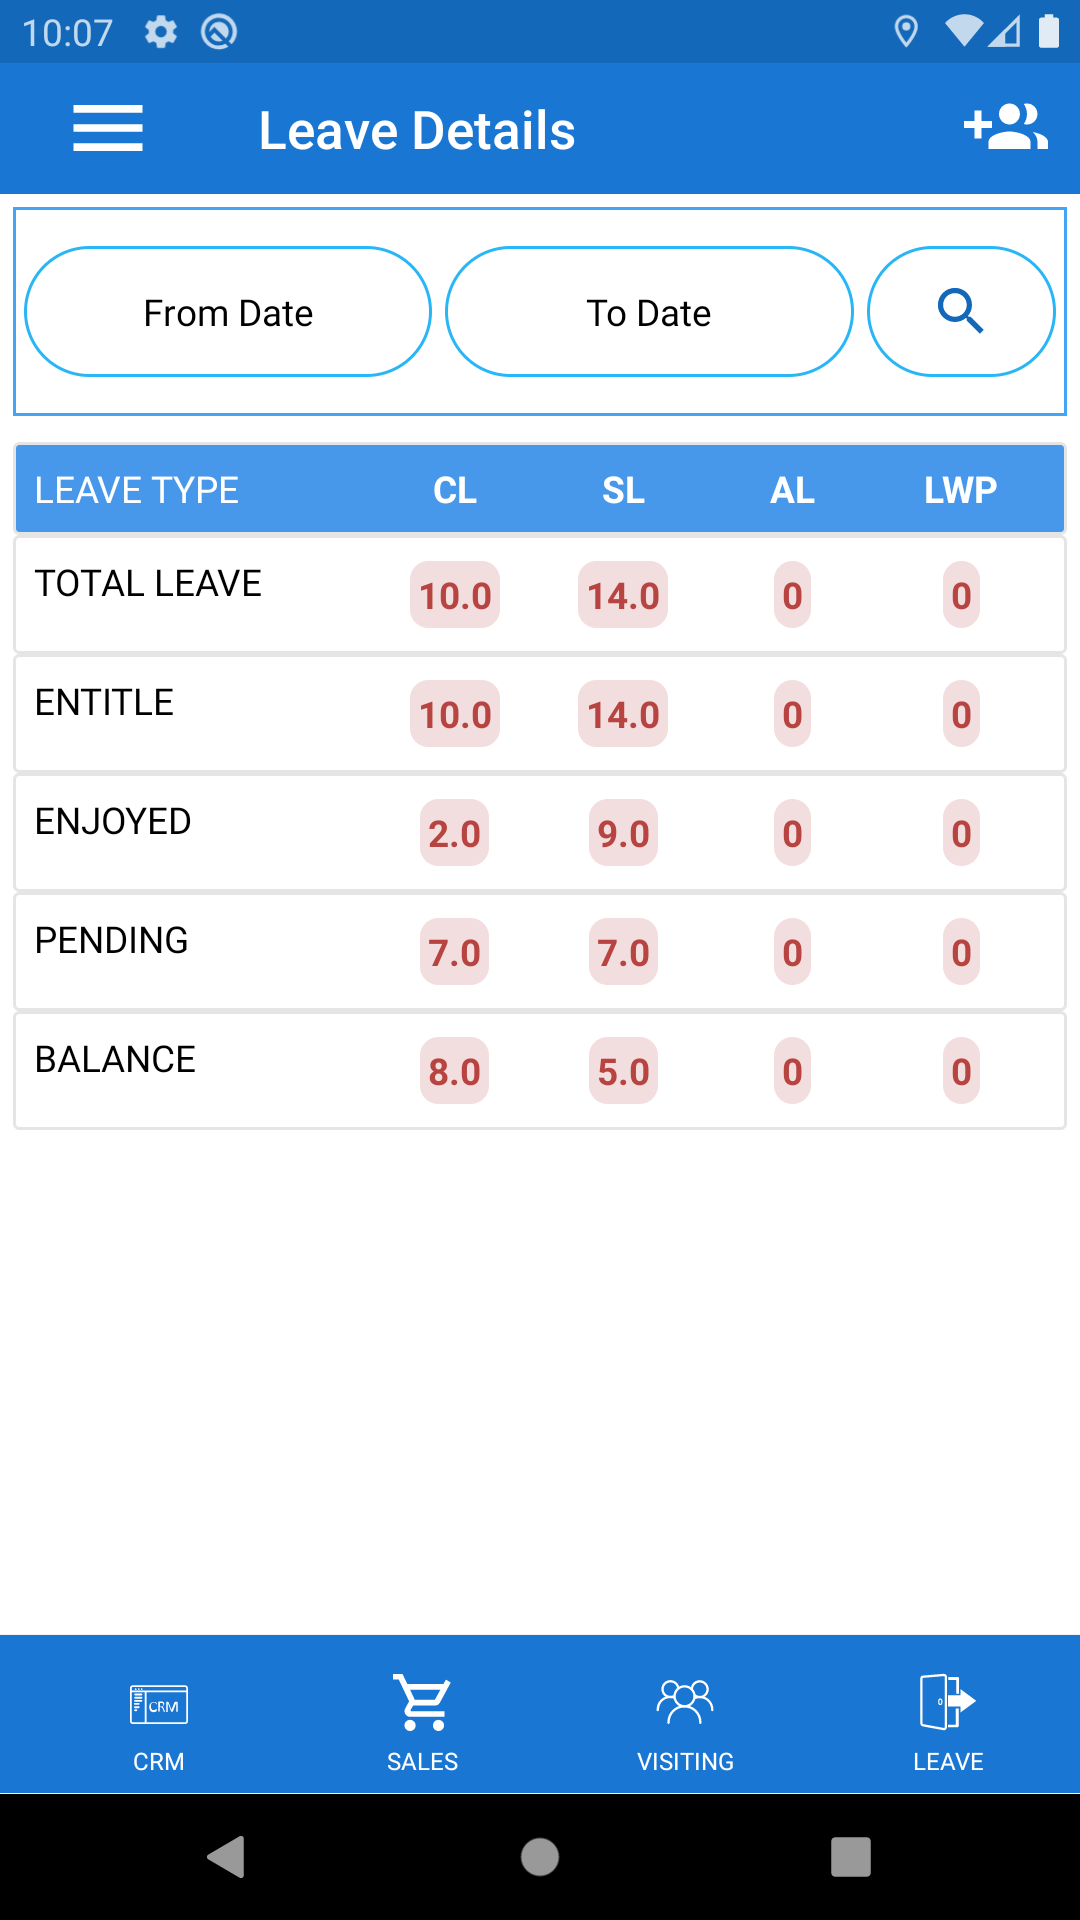 10:07
Leave Details
From Date To Date
LEAVE TYPE CL SL AL LWP
TOTAL LEAVE 10.0 14.0 0 0
ENTITLE 10.0 14.0 0 0
ENJOYED 2.0 9.0 0 0
PENDING 7.0 7.0 0 0
BALANCE 8.0 5.0 0 0
CRM
CRM SALES VISITING LEAVE